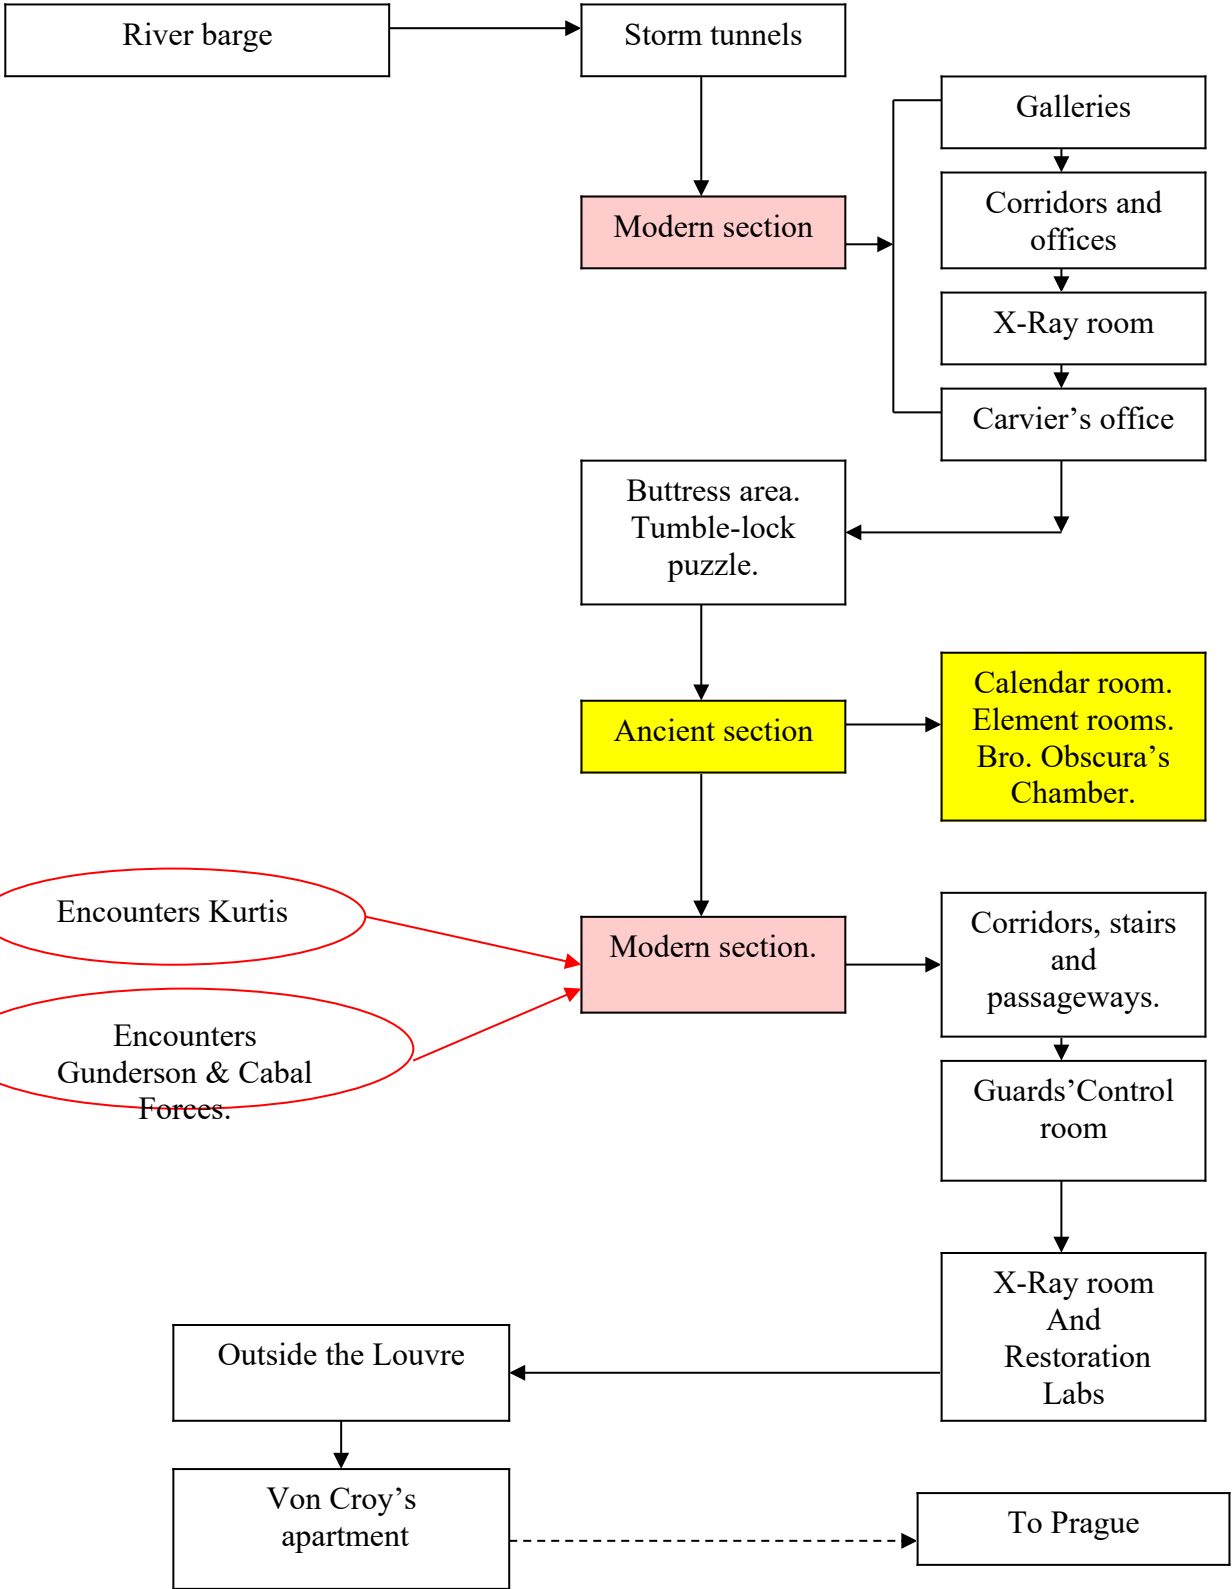 River barge
Storm tunnels
Galleries
Corridors and
offices
Modern section
X-Ray room
Carvier’s office
Buttress area.
Tumble-lock
puzzle.
Ancient section
Calendar room.
Element rooms.
Bro. Obscura’s
Chamber.
Encounters Kurtis
Modern section.
Corridors, stairs
and
passageways.
Encounters
Gunderson & Cabal
Forces.
Guards’Control
room
X-Ray room
And
Restoration
Labs
Outside the Louvre
Von Croy’s
apartment
To Prague